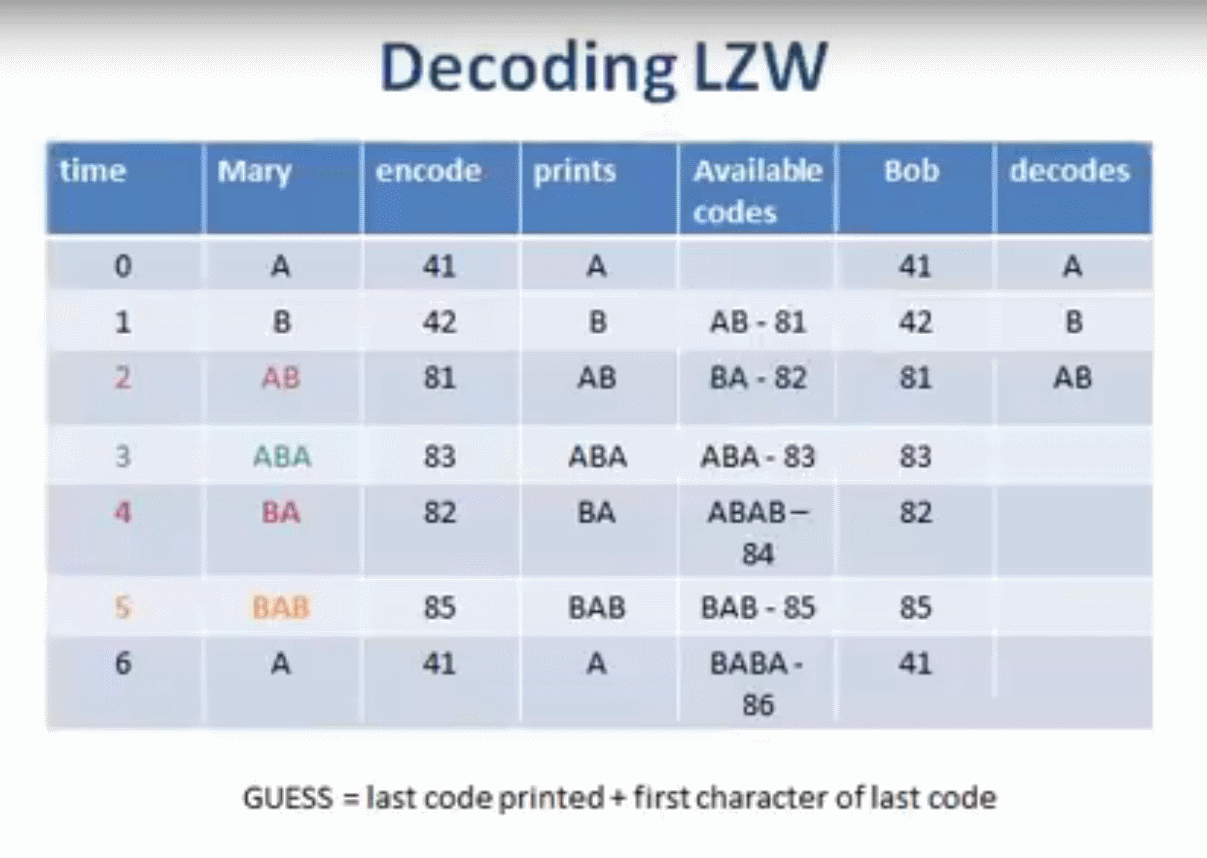 Decoding LZW
time Mary encode prints Available codes Bob decodes
0 A 41 A 41 A
1 B 42 B AB - 81 42 B
2 AB 81 AB BA - 82 81 AB
3 ABA 83 ABA ABA - 83 83
4 BA 82 BA ABAB – 84 82
5 BAB 85 BAB BAB - 85 85
6 A 41 A BABA - 86 41
GUESS = last code printed + first character of last code